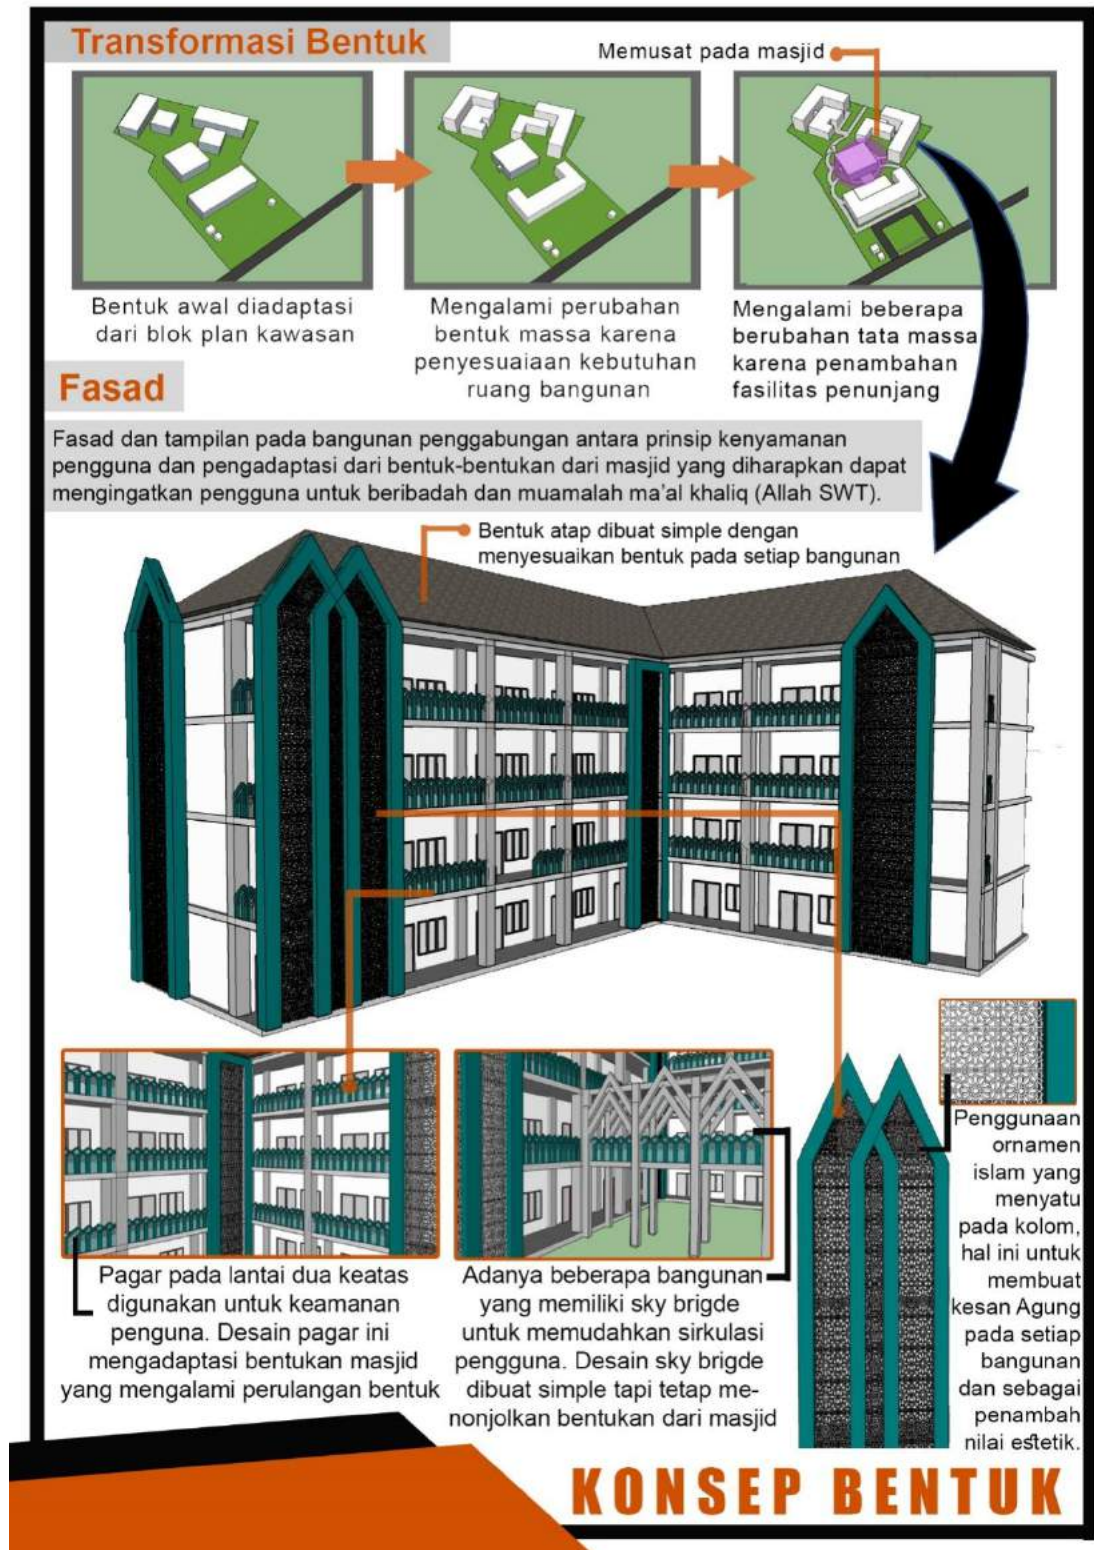 Transformasi Bentuk
Memusat pada masjid
Bentuk awal diadaptasi
dari blok plan kawasan
Mengalami perubahan
bentuk massa karena
penyesuaiaan kebutuhan
ruang bangunan
Mengalami beberapa
berubahan tata massa
karena penambahan
fasilitas penunjang
Fasad
Fasad dan tampilan pada bangunan penggabungan antara prinsip kenyamanan
pengguna dan pengadaptasi dari bentuk-bentukan dari masjid yang diharapkan dapat
mengingatkan pengguna untuk beribadah dan muamalah ma'al khaliq (Allah SWT).
Bentuk atap dibuat simple dengan
menyesuaikan bentuk pada setiap bangunan
Pagar pada lantai dua keatas
digunakan untuk keamanan
penguna. Desain pagar ini
mengadaptasi bentukan masjid
yang mengalami perulangan bentuk
Adanya beberapa bangunan
yang memiliki sky brigde
untuk memudahkan sirkulasi
pengguna. Desain sky brigde
dibuat simple tapi tetap me-
nonjolkan bentukan dari masjid
Penggunaan
ornamen
islam yang
menyatu
pada kolom,
hal ini untuk
membuat
kesan Agung
pada setiap
bangunan
dan sebagai
penambah
nilai estetik.
KONSEP BENTUK